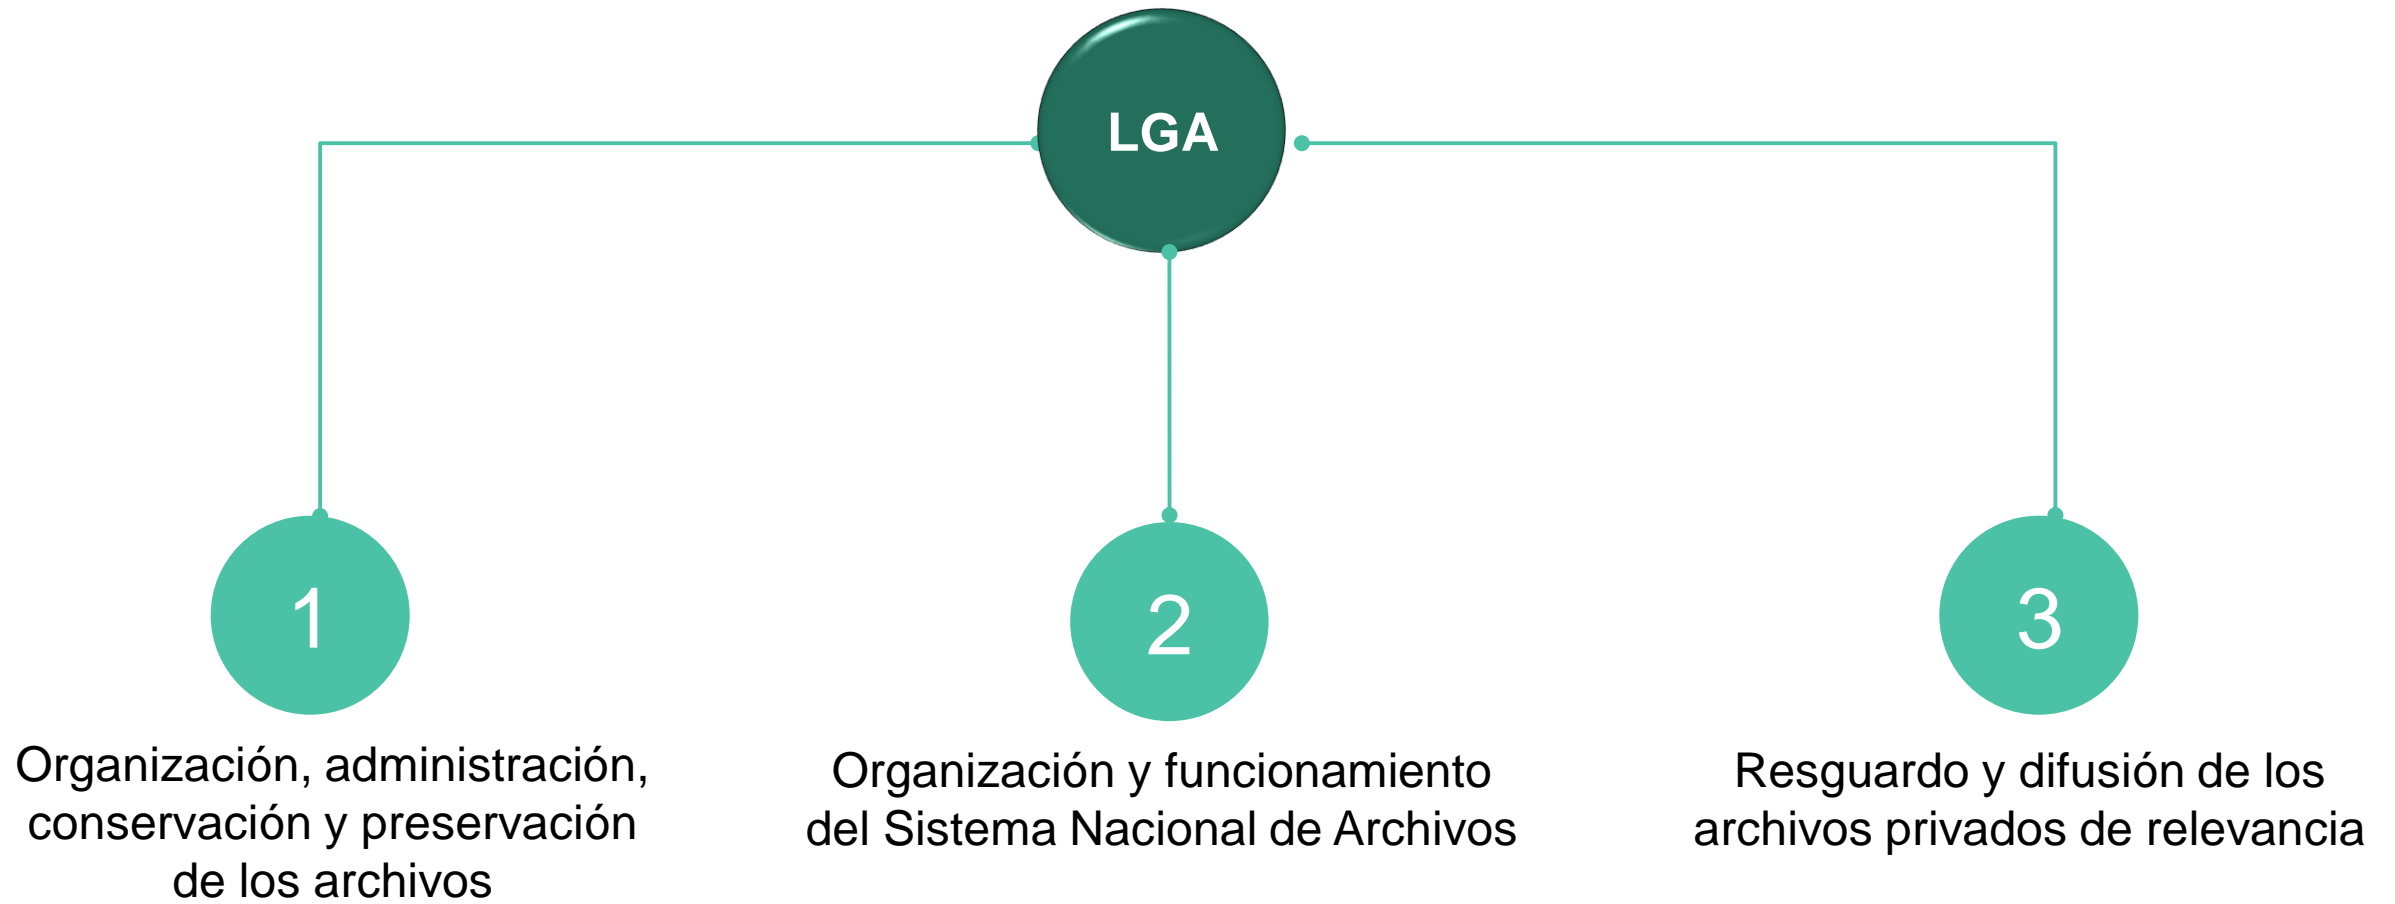 LGA
1
Organización, administración,
conservación y preservación
de los archivos
2
Organización y funcionamiento
del Sistema Nacional de Archivos
3
Resguardo y difusión de los
archivos privados de relevancia